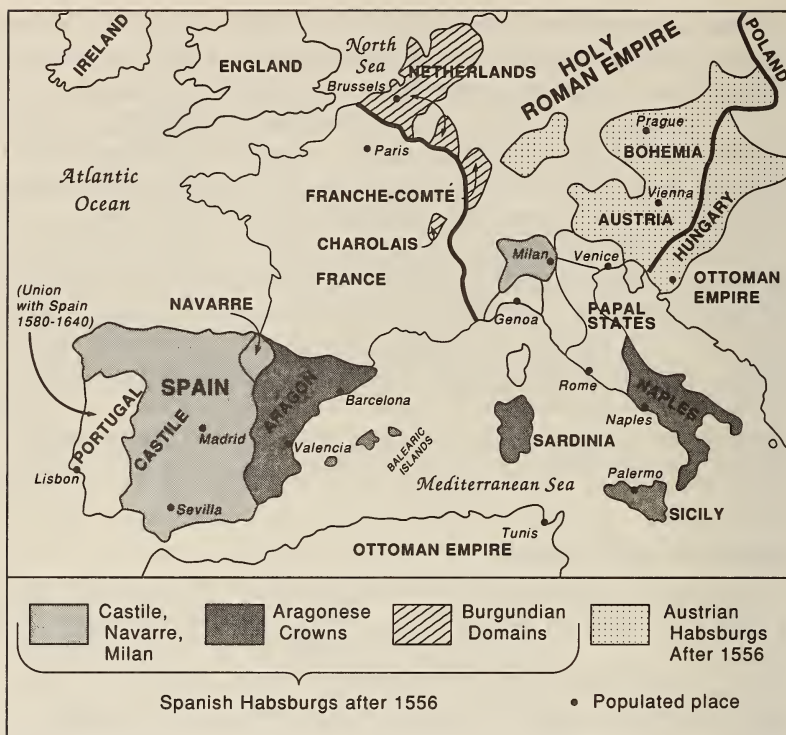 IRELAND
ENGLAND
North
Sea
Brussels
NETHERLANDS
HOLY
ROMAN EMPIRE
POLAND
Prague
BOHEMIA
Paris
Atlantic
Ocean
FRANCHE-COMTÉ
Vienna
AUSTRIA
HUNGARY
CHAROLAIS
FRANCE
Milan
Venice
OTTOMAN
EMPIRE
(Union
with Spain
1580-1640)
NAVARRE
Genoa
PAPAL
STATES
SPAIN
PORTUGAL
CASTILE
ARAGON
Barcelona
Rome
NAPLES
Madrid
Valencia
BALEARIC
ISLANDS
SARDINIA
Naples
Lisbon
Mediterranean Sea
Palermo
Sevilla
SICILY
OTTOMAN EMPIRE
Tunis
Castile,
Navarre,
Milan
Aragonese
Crowns
Burgundian
Domains
Austrian
Habsburgs
After 1556
Spanish Habsburgs after 1556
Populated place